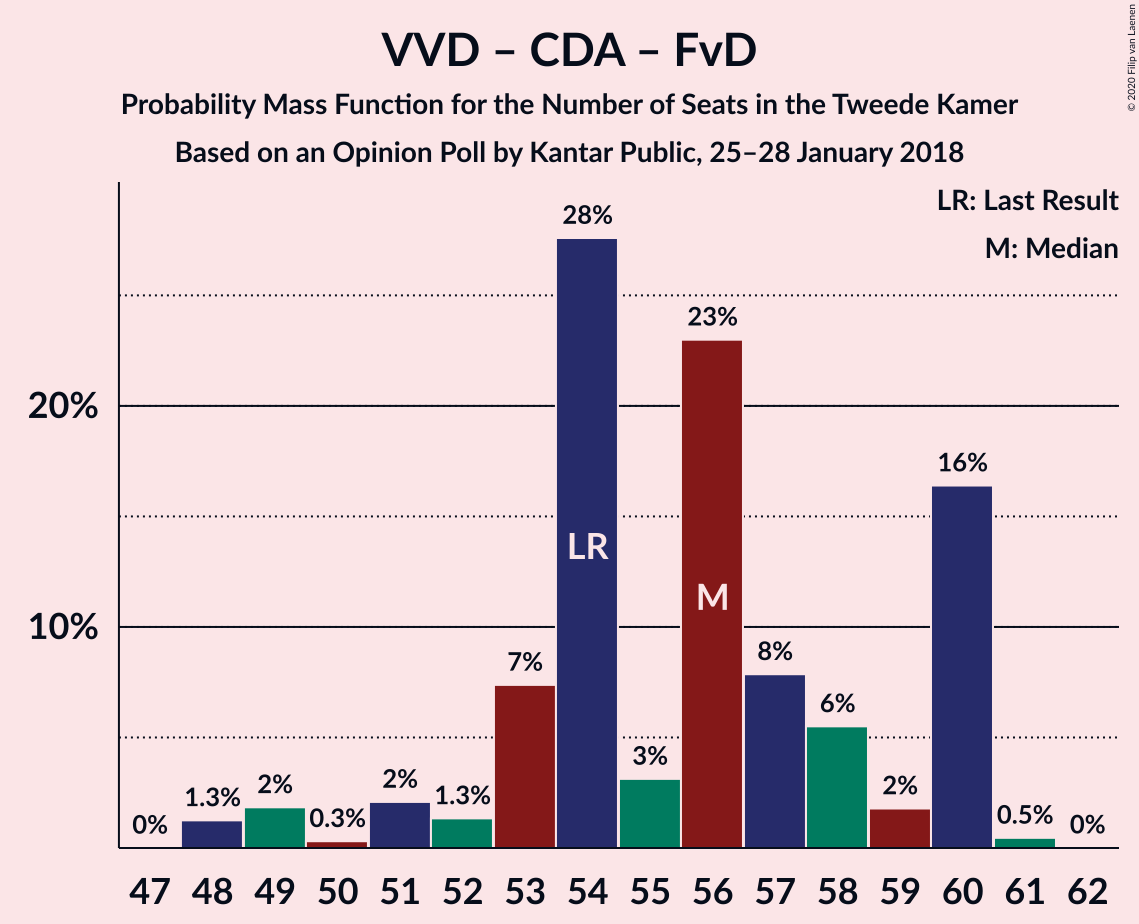 VVD – CDA – FvD
Probability Mass Function for the Number of Seats in the Tweede Kamer
Based on an Opinion Poll by Kantar Public, 25–28 January 2018
© 2020 Filip van Laenen
LR: Last Result
M: Median
28%
23%
20%
16%
LR
M
10%
8%
7%
6%
3%
2%
2%
2%
1.3%
1.3%
0.5%
0.3%
0%
0%
47 48 49 50 51 52 53 54 55 56 57 58 59 60 61 62